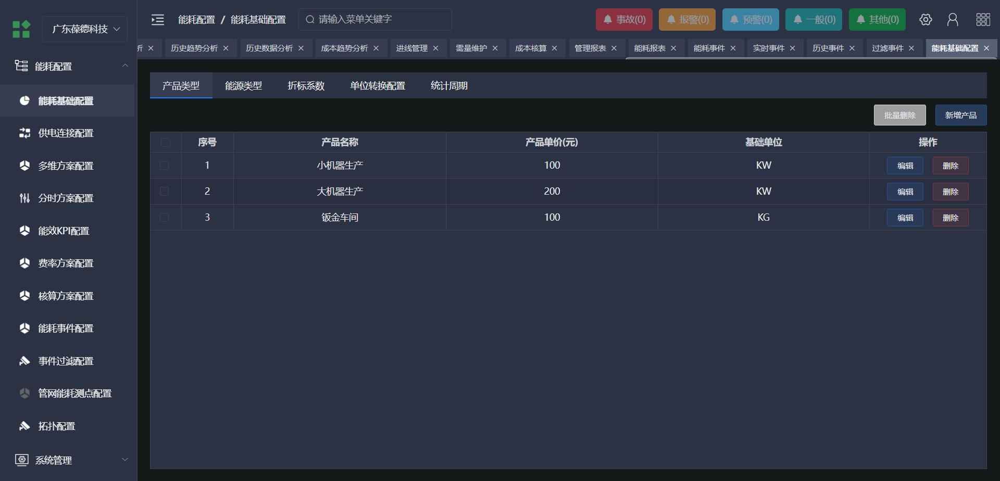 广东葆德科技
能耗配置 / 能耗基础配置
请输入菜单关键字
事故(0)
报警(0)
预警(0)
一般(0)
其他(0)
析
历史趋势分析
历史数据分析
成本趋势分析
进线管理
需量维护
成本核算
管理报表
能耗报表
能耗事件
实时事件
历史事件
过滤事件
能耗基础配置
能耗配置
能耗基础配置
供电连接配置
多维方案配置
分时方案配置
能效KPI配置
费率方案配置
核算方案配置
能耗事件配置
事件过滤配置
管网能耗测点配置
拓扑配置
系统管理
产品类型 能源类型 折标系数 单位转换配置 统计周期
批量删除 新增产品
序号 产品名称 产品单价(元) 基础单位 操作
1 小机器生产 100 KW 编辑 删除
2 大机器生产 200 KW 编辑 删除
3 钣金车间 100 KG 编辑 删除